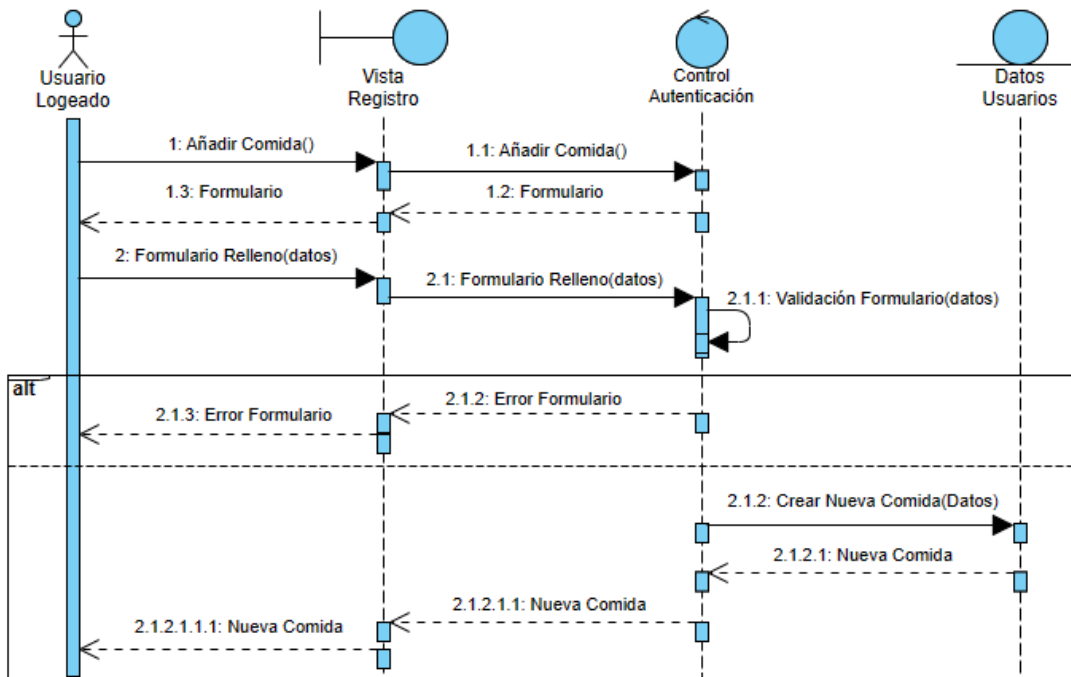 Usuario
Logeado
Vista
Registro
Control
Autenticación
Datos
Usuarios
1: Añadir Comida()
1.1: Añadir Comida()
1.3: Formulario
1.2: Formulario
2: Formulario Relleno(datos)
2.1: Formulario Relleno(datos)
2.1.1: Validación Formulario(datos)
alt
2.1.2: Error Formulario
2.1.3: Error Formulario
2.1.2: Crear Nueva Comida(Datos)
2.1.2.1: Nueva Comida
2.1.2.1.1: Nueva Comida
2.1.2.1.1.1: Nueva Comida